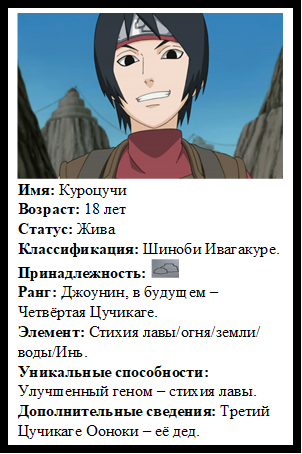 Имя: Куроцучи
Возраст: 18 лет
Статус: Жива
Классификация: Шиноби Ивагакуре.
Принадлежность:
Ранг: Джоунин, в будущем –
Четвёртая Цучикаге.
Элемент: Стихия лавы/огня/земли/
воды/Инь.
Уникальные способности:
Улучшенный геном – стихия лавы.
Дополнительные сведения: Третий
Цучикаге Ооноки – её дед.